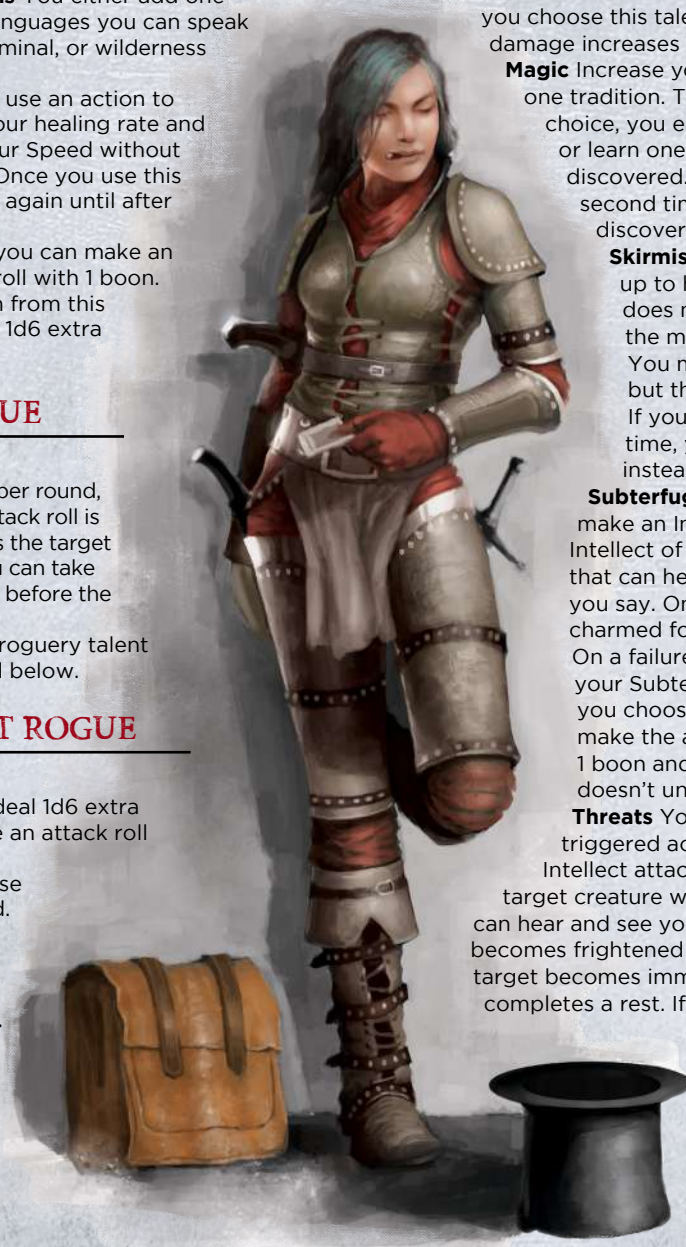 You either add one
nguages you can speak
minal, or wilderness
use an action to
our healing rate and
ur Speed without
Once you use this
again until after
you can make an
roll with 1 boon.
from this
1d6 extra
UE
per round,
tack roll is
s the target
can take
before the
roguery talent
d below.
T ROGUE
deal 1d6 extra
e an attack roll
se
d.
you choose this tale
damage increases
Magic Increase yo
one tradition. T
choice, you e
or learn one
discovered.
second tim
discover
Skirmis
up to h
does n
the m
You m
but th
If you
time, y
instea
Subterfug
make an In
Intellect of
that can he
you say. On
charmed fo
On a failure
your Subte
you choos
make the a
1 boon and
doesn't un
Threats Yo
triggered ac
Intellect attac
target creature w
can hear and see yo
becomes frightened
target becomes imm
completes a rest. If